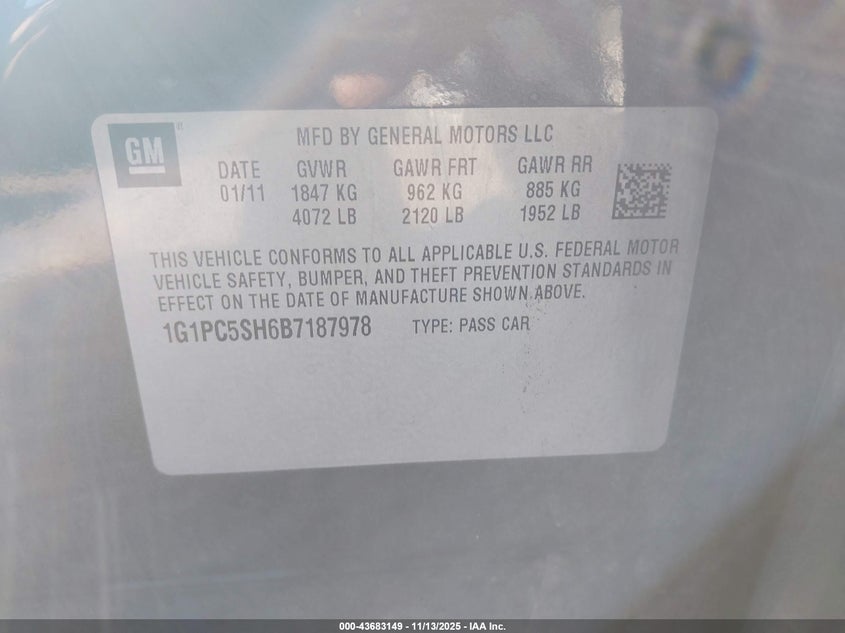 GM
MFD BY GENERAL MOTORS LLC
DATE GVWR GAWR FRT GAWR RR
01/11 1847 KG 962 KG 885 KG
4072 LB 2120 LB 1952 LB
THIS VEHICLE CONFORMS TO ALL APPLICABLE U.S. FEDERAL MOTOR
VEHICLE SAFETY, BUMPER, AND THEFT PREVENTION STANDARDS IN
EFFECT ON THE DATE OF MANUFACTURE SHOWN ABOVE.
1G1PC5SH6B7187978 TYPE: PASS CAR
000-43683149 - 11/13/2025 - IAA Inc.